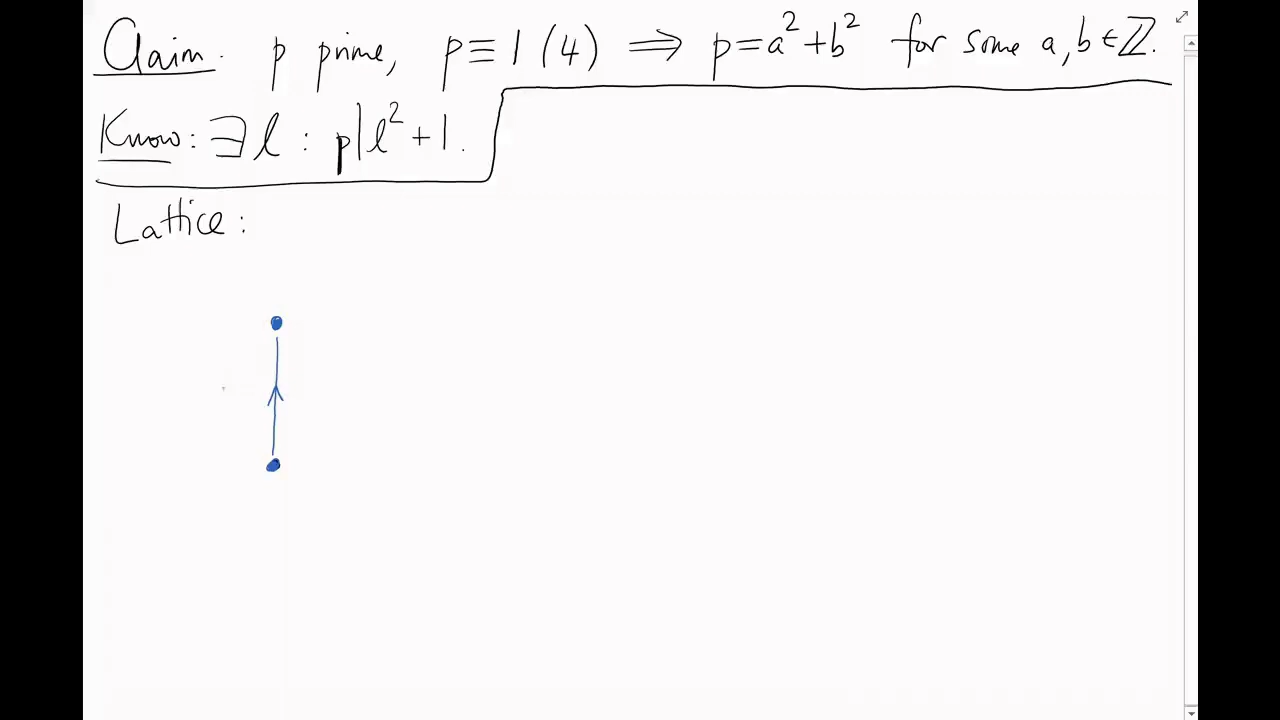 Claim. p prime, p ≡ 1 (4) ⟹ p = a² + b² for some a, b ∈ ℤ.
Know: ∃ l : p | l² + 1.
Lattice: